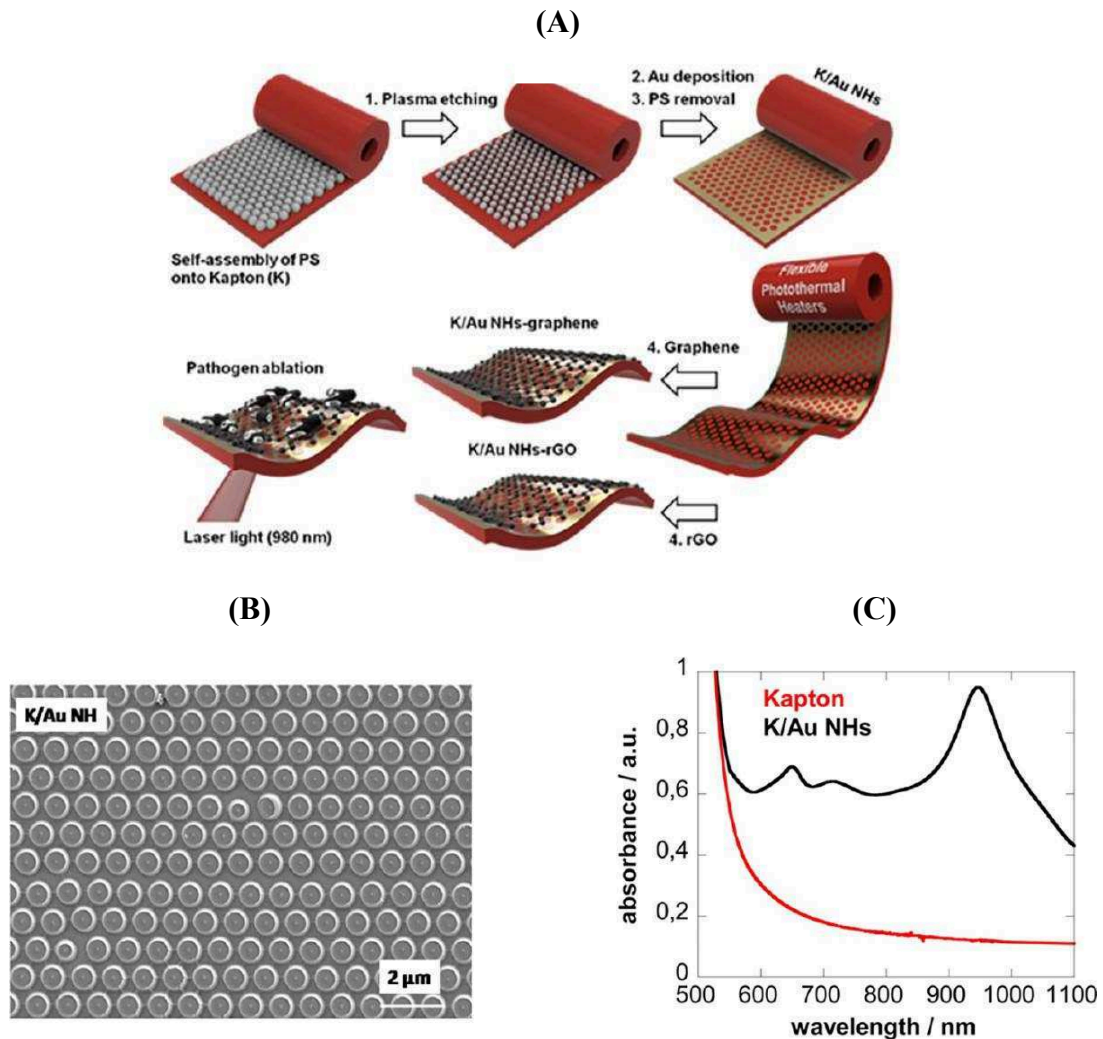 (A)
1. Plasma etching
2. Au deposition
3. PS removal
K/Au NHs
Self-assembly of PS
onto Kapton (K)
Flexible
Photothermal
Heaters
K/Au NHs-graphene
4. Graphene
Pathogen ablation
K/Au NHs-rGO
4. rGO
Laser light (980 nm)
(B)
(C)
K/Au NH
2 µm
Kapton
K/Au NHs
absorbance / a.u.
1
0,8
0,6
0,4
0,2
0
500 600 700 800 900 1000 1100
wavelength / nm